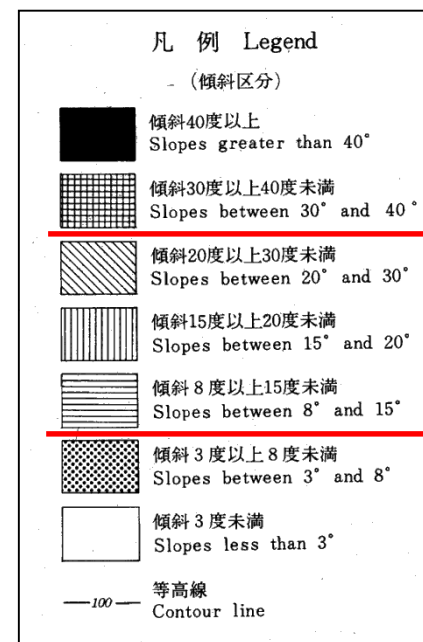 凡 例 Legend
(傾斜区分)
傾斜40度以上
Slopes greater than 40°
傾斜30度以上40度未満
Slopes between 30° and 40°
傾斜20度以上30度未満
Slopes between 20° and 30°
傾斜15度以上20度未満
Slopes between 15° and 20°
傾斜8度以上15度未満
Slopes between 8° and 15°
傾斜3度以上8度未満
Slopes between 3° and 8°
傾斜3度未満
Slopes less than 3°
等高線
100
Contour line